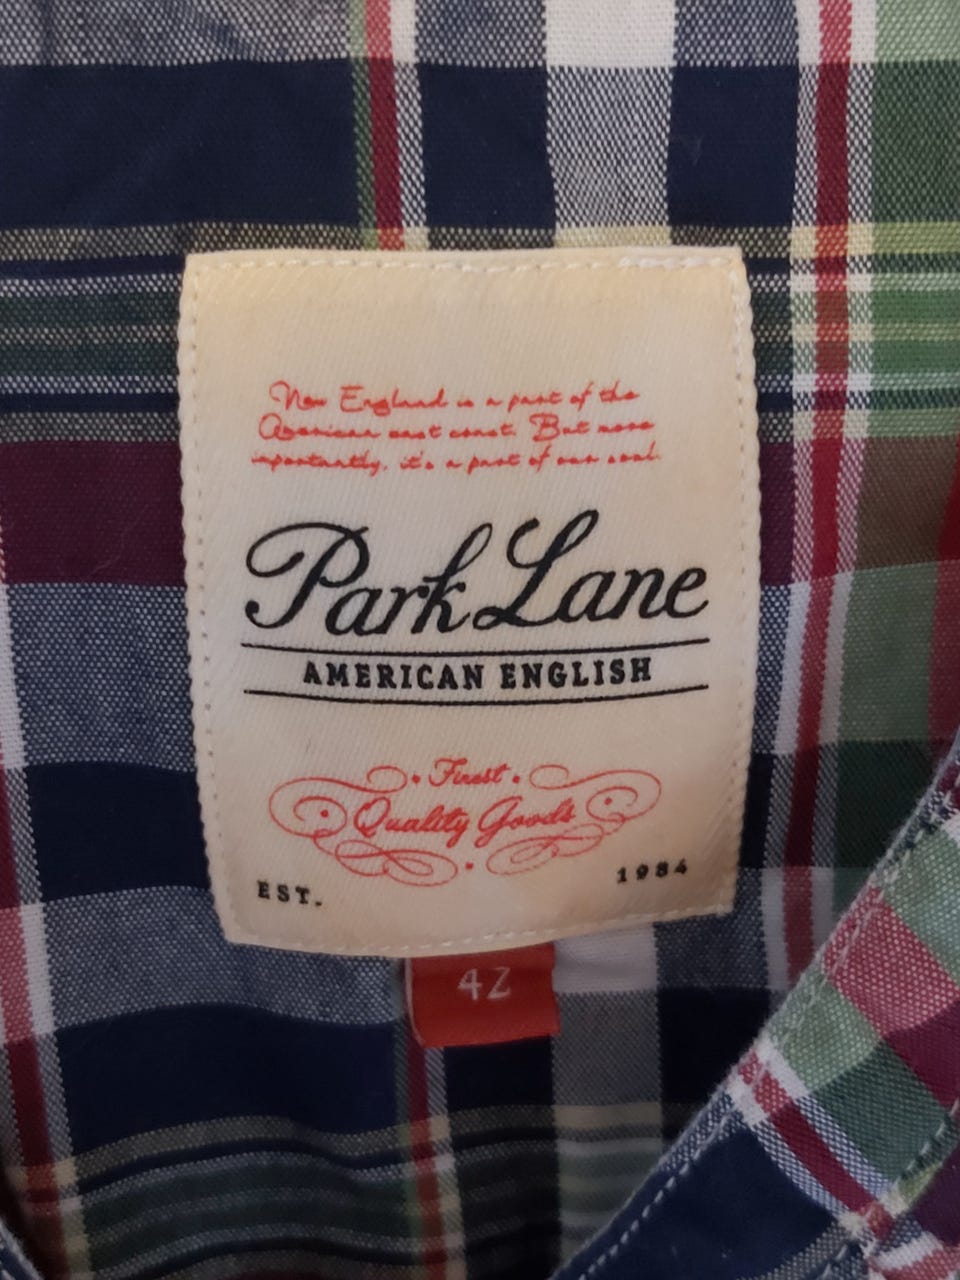 New England is a part of the
American east coast. But more
importantly, it's a part of our soul.
Park Lane
AMERICAN ENGLISH
• Finest •
Quality Goods
EST. 1984
42